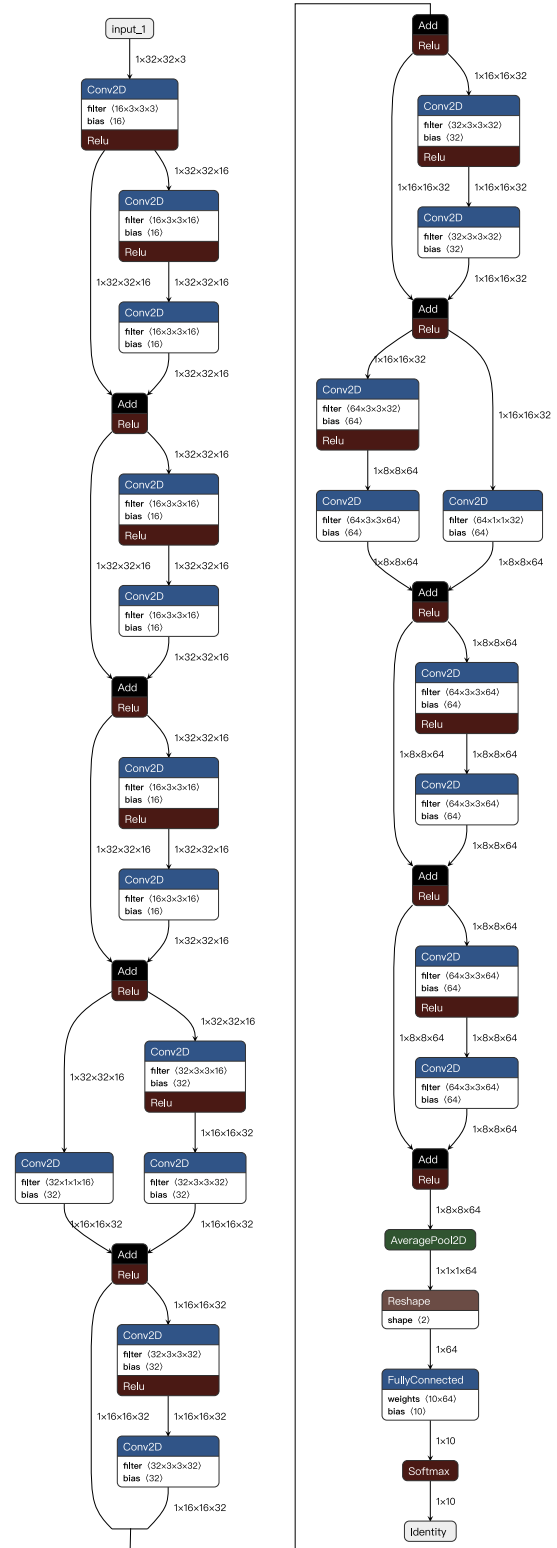 input_1
1×32×32×3
Conv2D
filter ⟨16×3×3×3⟩
bias ⟨16⟩
Relu
1×32×32×16
Conv2D
filter ⟨16×3×3×16⟩
bias ⟨16⟩
Relu
1×32×32×16
1×32×32×16
Conv2D
filter ⟨16×3×3×16⟩
bias ⟨16⟩
1×32×32×16
Add
Relu
1×32×32×16
Conv2D
filter ⟨16×3×3×16⟩
bias ⟨16⟩
Relu
1×32×32×16
1×32×32×16
Conv2D
filter ⟨16×3×3×16⟩
bias ⟨16⟩
1×32×32×16
Add
Relu
1×32×32×16
Conv2D
filter ⟨16×3×3×16⟩
bias ⟨16⟩
Relu
1×32×32×16
1×32×32×16
Conv2D
filter ⟨16×3×3×16⟩
bias ⟨16⟩
1×32×32×16
Add
Relu
1×32×32×16
Conv2D
filter ⟨32×3×3×16⟩
bias ⟨32⟩
Relu
1×32×32×16
1×16×16×32
Conv2D
filter ⟨32×1×1×16⟩
bias ⟨32⟩
Conv2D
filter ⟨32×3×3×32⟩
bias ⟨32⟩
1×16×16×32
1×16×16×32
Add
Relu
1×16×16×32
Conv2D
filter ⟨32×3×3×32⟩
bias ⟨32⟩
Relu
1×16×16×32
1×16×16×32
Conv2D
filter ⟨32×3×3×32⟩
bias ⟨32⟩
1×16×16×32
Add
Relu
1×16×16×32
Conv2D
filter ⟨32×3×3×32⟩
bias ⟨32⟩
Relu
1×16×16×32
1×16×16×32
Conv2D
filter ⟨32×3×3×32⟩
bias ⟨32⟩
1×16×16×32
Add
Relu
1×16×16×32
Conv2D
filter ⟨64×3×3×32⟩
bias ⟨64⟩
Relu
1×16×16×32
1×8×8×64
Conv2D
filter ⟨64×3×3×64⟩
bias ⟨64⟩
Conv2D
filter ⟨64×1×1×32⟩
bias ⟨64⟩
1×8×8×64
1×8×8×64
Add
Relu
1×8×8×64
Conv2D
filter ⟨64×3×3×64⟩
bias ⟨64⟩
Relu
1×8×8×64
1×8×8×64
Conv2D
filter ⟨64×3×3×64⟩
bias ⟨64⟩
1×8×8×64
Add
Relu
1×8×8×64
Conv2D
filter ⟨64×3×3×64⟩
bias ⟨64⟩
Relu
1×8×8×64
1×8×8×64
Conv2D
filter ⟨64×3×3×64⟩
bias ⟨64⟩
1×8×8×64
Add
Relu
1×8×8×64
AveragePool2D
1×1×1×64
Reshape
shape ⟨2⟩
1×64
FullyConnected
weights ⟨10×64⟩
bias ⟨10⟩
1×10
Softmax
1×10
Identity